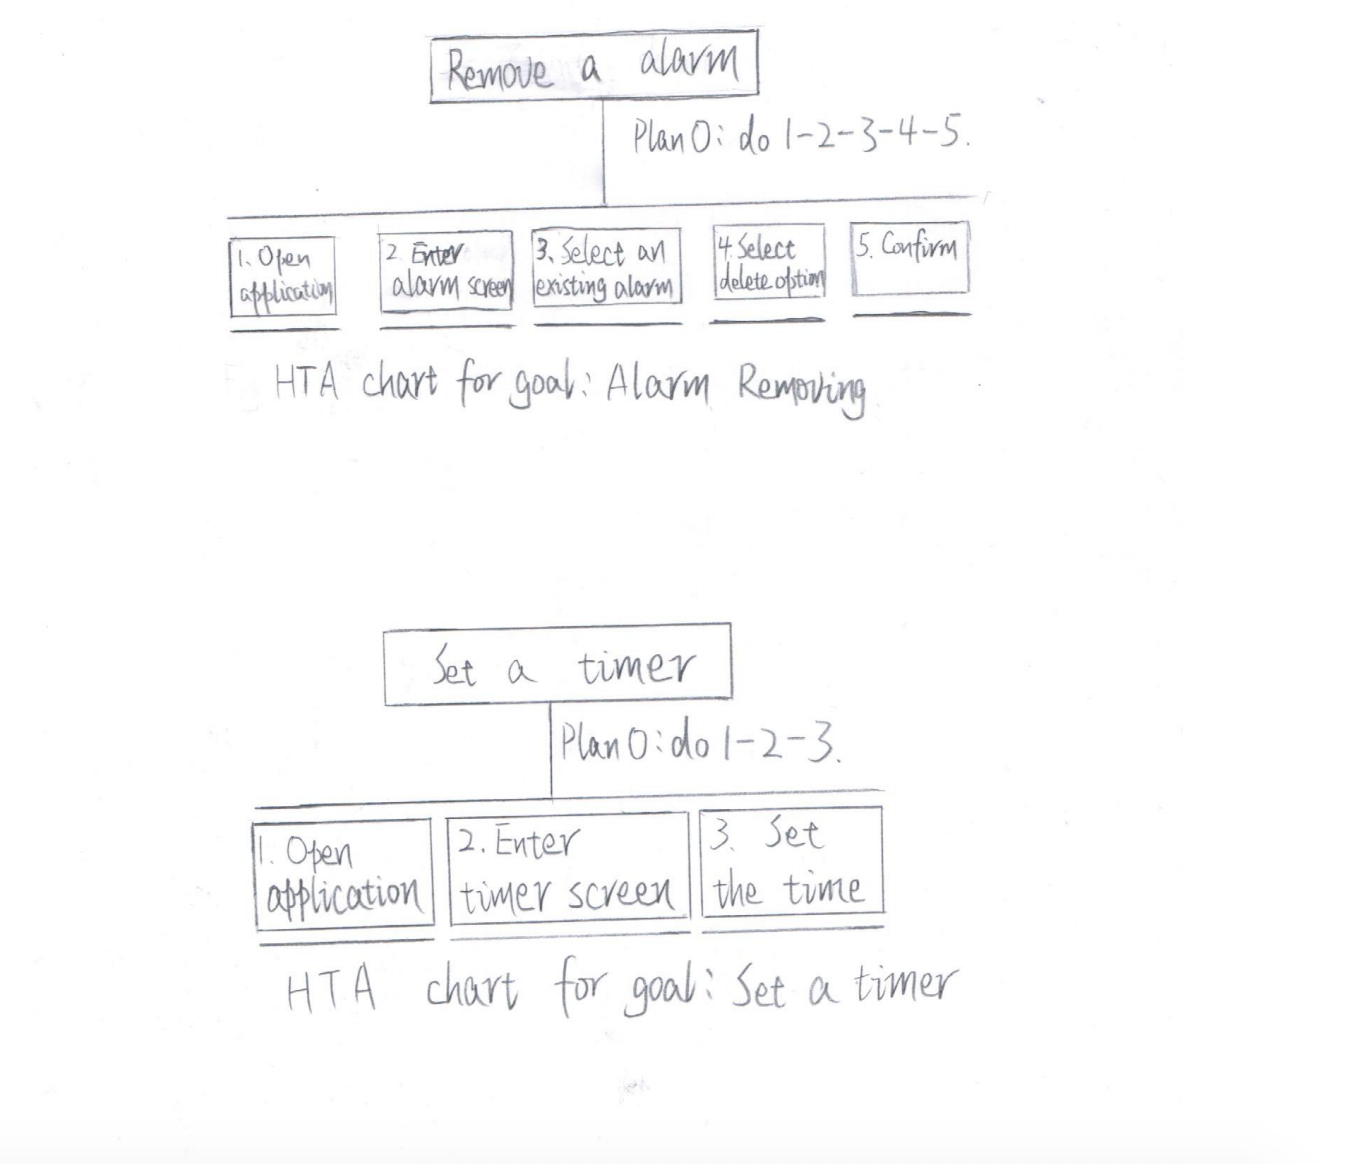 Remove a alarm
Plan 0: do 1-2-3-4-5.
1. Open
application
2 Enter
alarm screen
3. Select an
existing alarm
4. Select
delete option
5. Confirm
HTA chart for goal: Alarm Removing
Set a timer
Plan 0: do 1-2-3.
1. Open
application
2. Enter
timer screen
3. Set
the time
HTA chart for goal: Set a timer